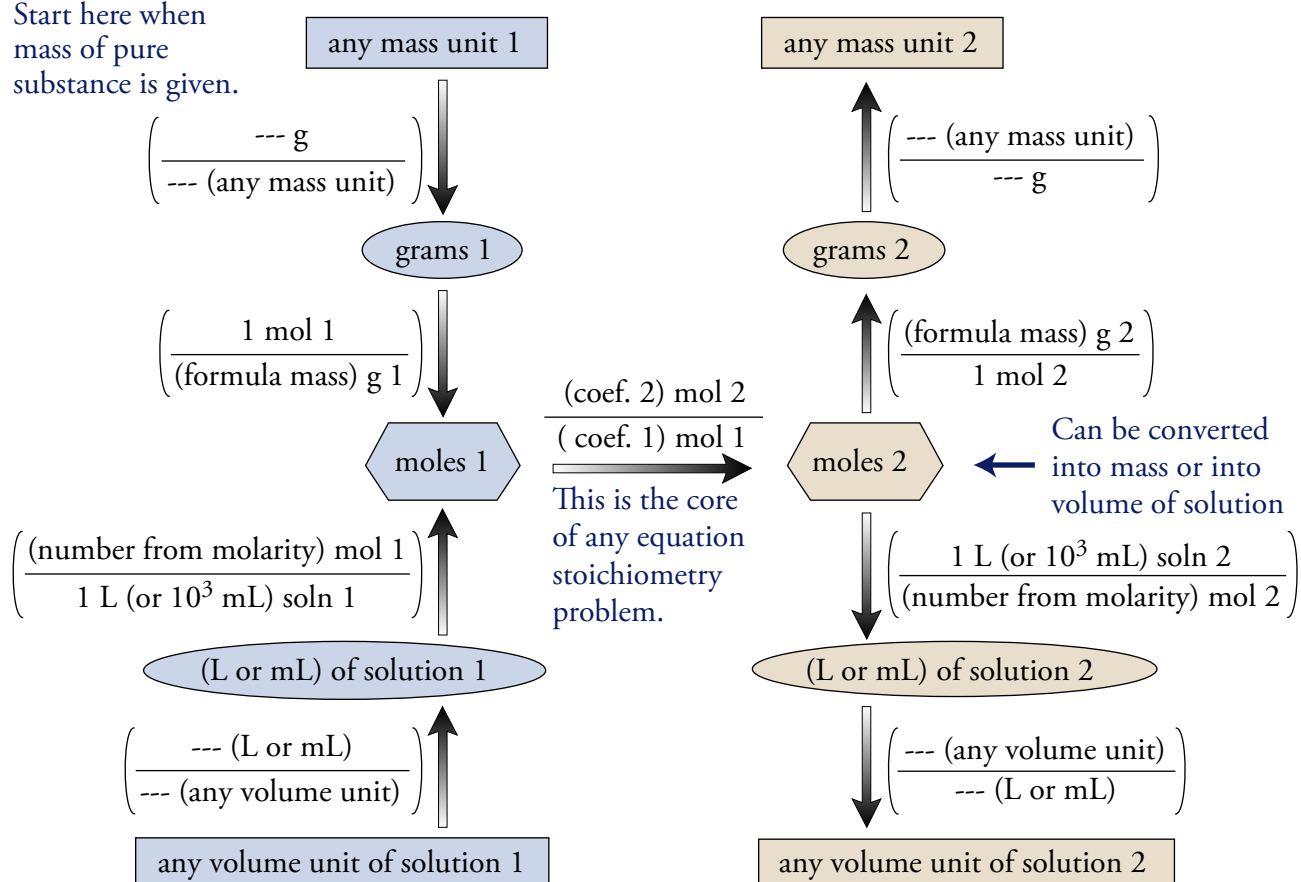 Start here when
mass of pure
substance is given.
any mass unit 1
any mass unit 2
--- g
--- (any mass unit)
--- (any mass unit)
--- g
grams 1
grams 2
1 mol 1
(formula mass) g 1
(formula mass) g 2
1 mol 2
(coef. 2) mol 2
( coef. 1) mol 1
moles 1
moles 2
Can be converted
into mass or into
volume of solution
This is the core
of any equation
stoichiometry
problem.
(number from molarity) mol 1
1 L (or 10³ mL) soln 1
1 L (or 10³ mL) soln 2
(number from molarity) mol 2
(L or mL) of solution 1
(L or mL) of solution 2
--- (L or mL)
--- (any volume unit)
--- (any volume unit)
--- (L or mL)
any volume unit of solution 1
any volume unit of solution 2